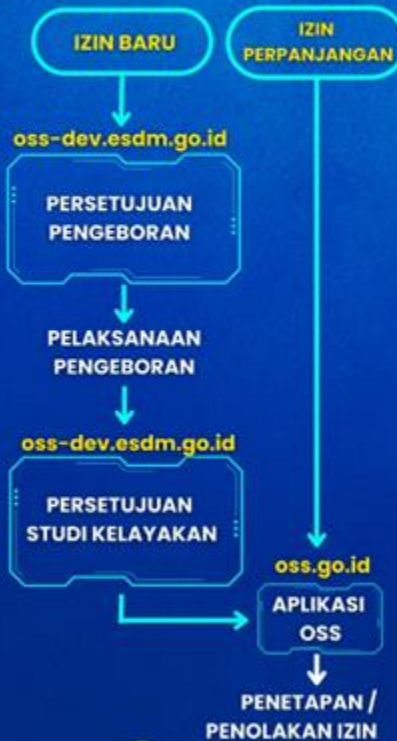 IZIN BARU
IZIN
PERPANJANGAN
oss-dev.esdm.go.id
PERSETUJUAN
PENGEBORAN
PELAKSANAAN
PENGEBORAN
oss-dev.esdm.go.id
PERSETUJUAN
STUDI KELAYAKAN
oss.go.id
APLIKASI
OSS
PENETAPAN /
PENOLAKAN IZIN